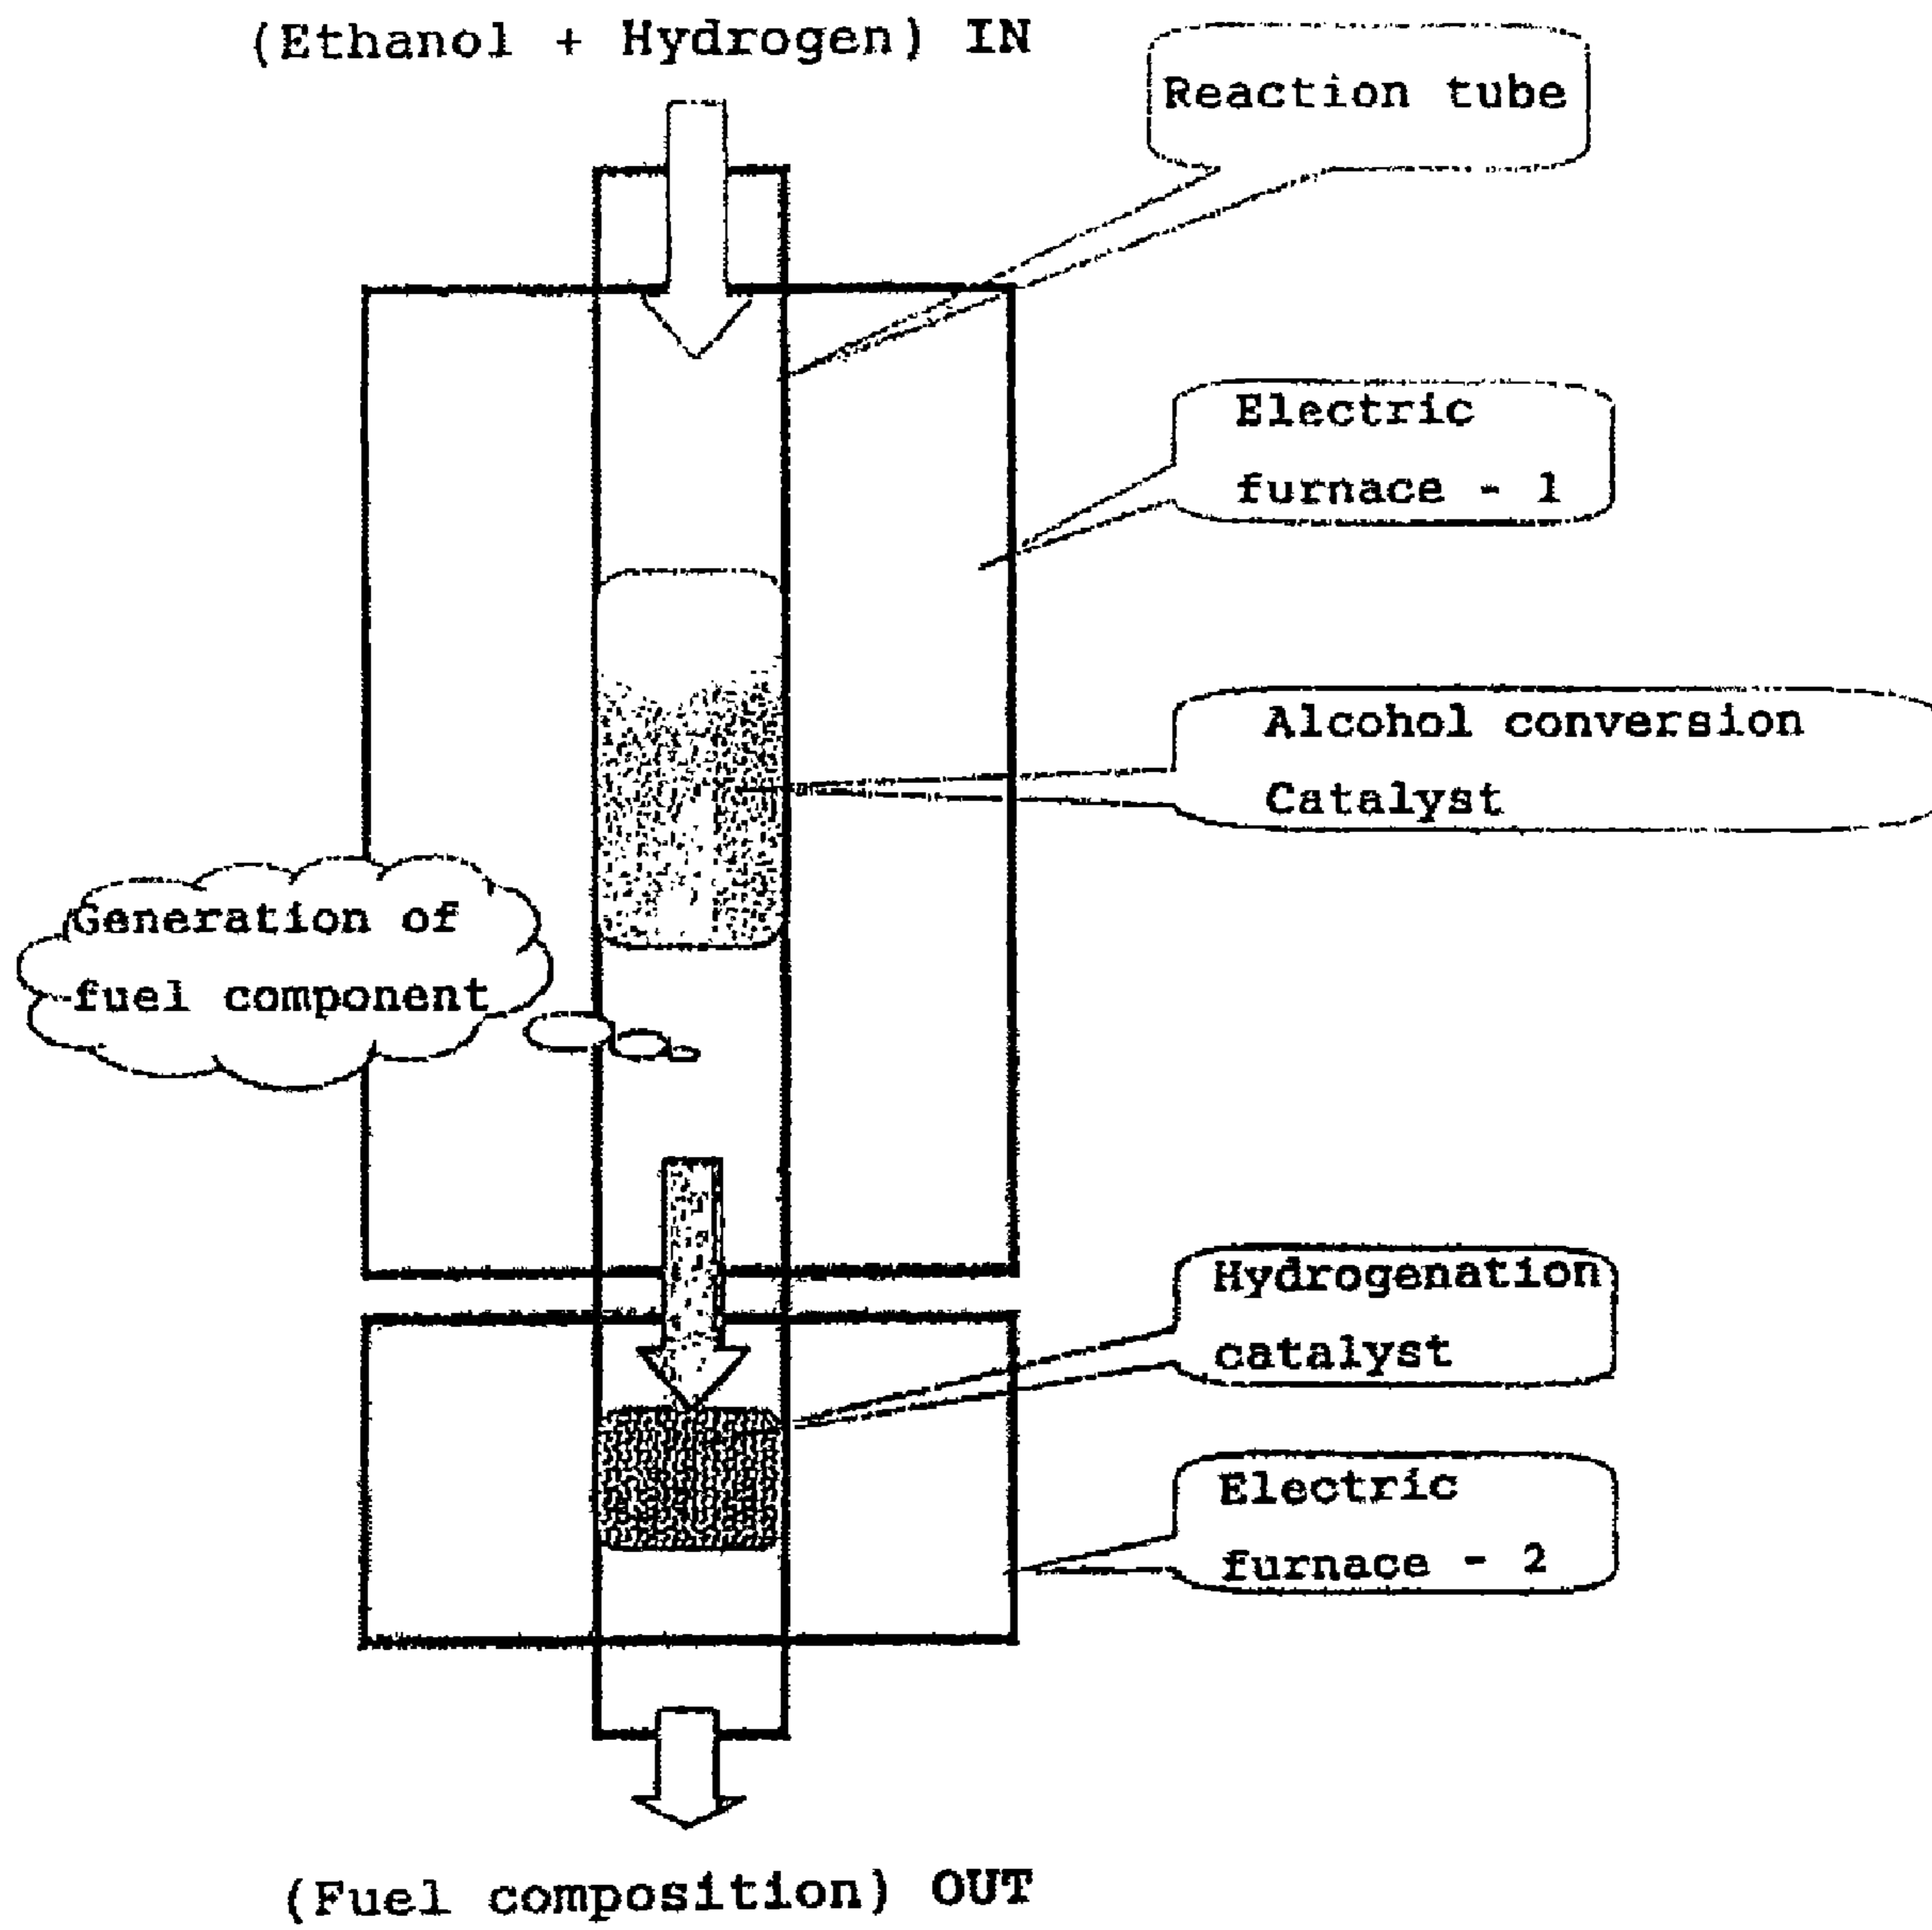 (Ethanol + Hydrogen) IN
Reaction tube
Electric
furnace - 1
Alcohol conversion
Catalyst
Generation of
fuel component
Hydrogenation
catalyst
Electric
furnace - 2
(Fuel composition) OUT